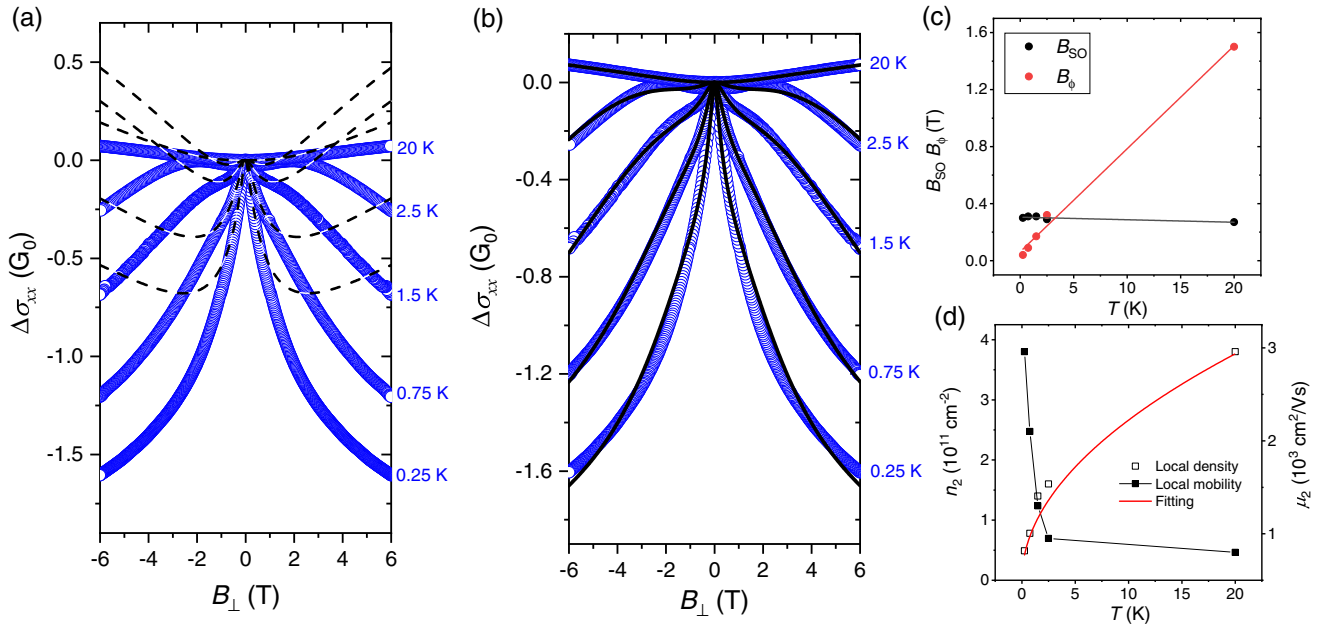 (a)
0.5
0.0
-0.5
-1.0
-1.5
Δσxx (G0)
-6 -4 -2 0 2 4 6
B⊥ (T)
20 K
2.5 K
1.5 K
0.75 K
0.25 K
(b)
0.0
-0.4
-0.8
-1.2
-1.6
Δσxx (G0)
-6 -4 -2 0 2 4 6
B⊥ (T)
20 K
2.5 K
1.5 K
0.75 K
0.25 K
(c)
1.6
1.2
0.8
0.4
0.0
BSO Bϕ (T)
BSO
Bϕ
0 5 10 15 20
T (K)
(d)
4
3
2
1
0
n2 (10^11 cm^-2)
Local density
Local mobility
Fitting
3
2
1
μ2 (10^3 cm^2/Vs)
0 5 10 15 20
T (K)